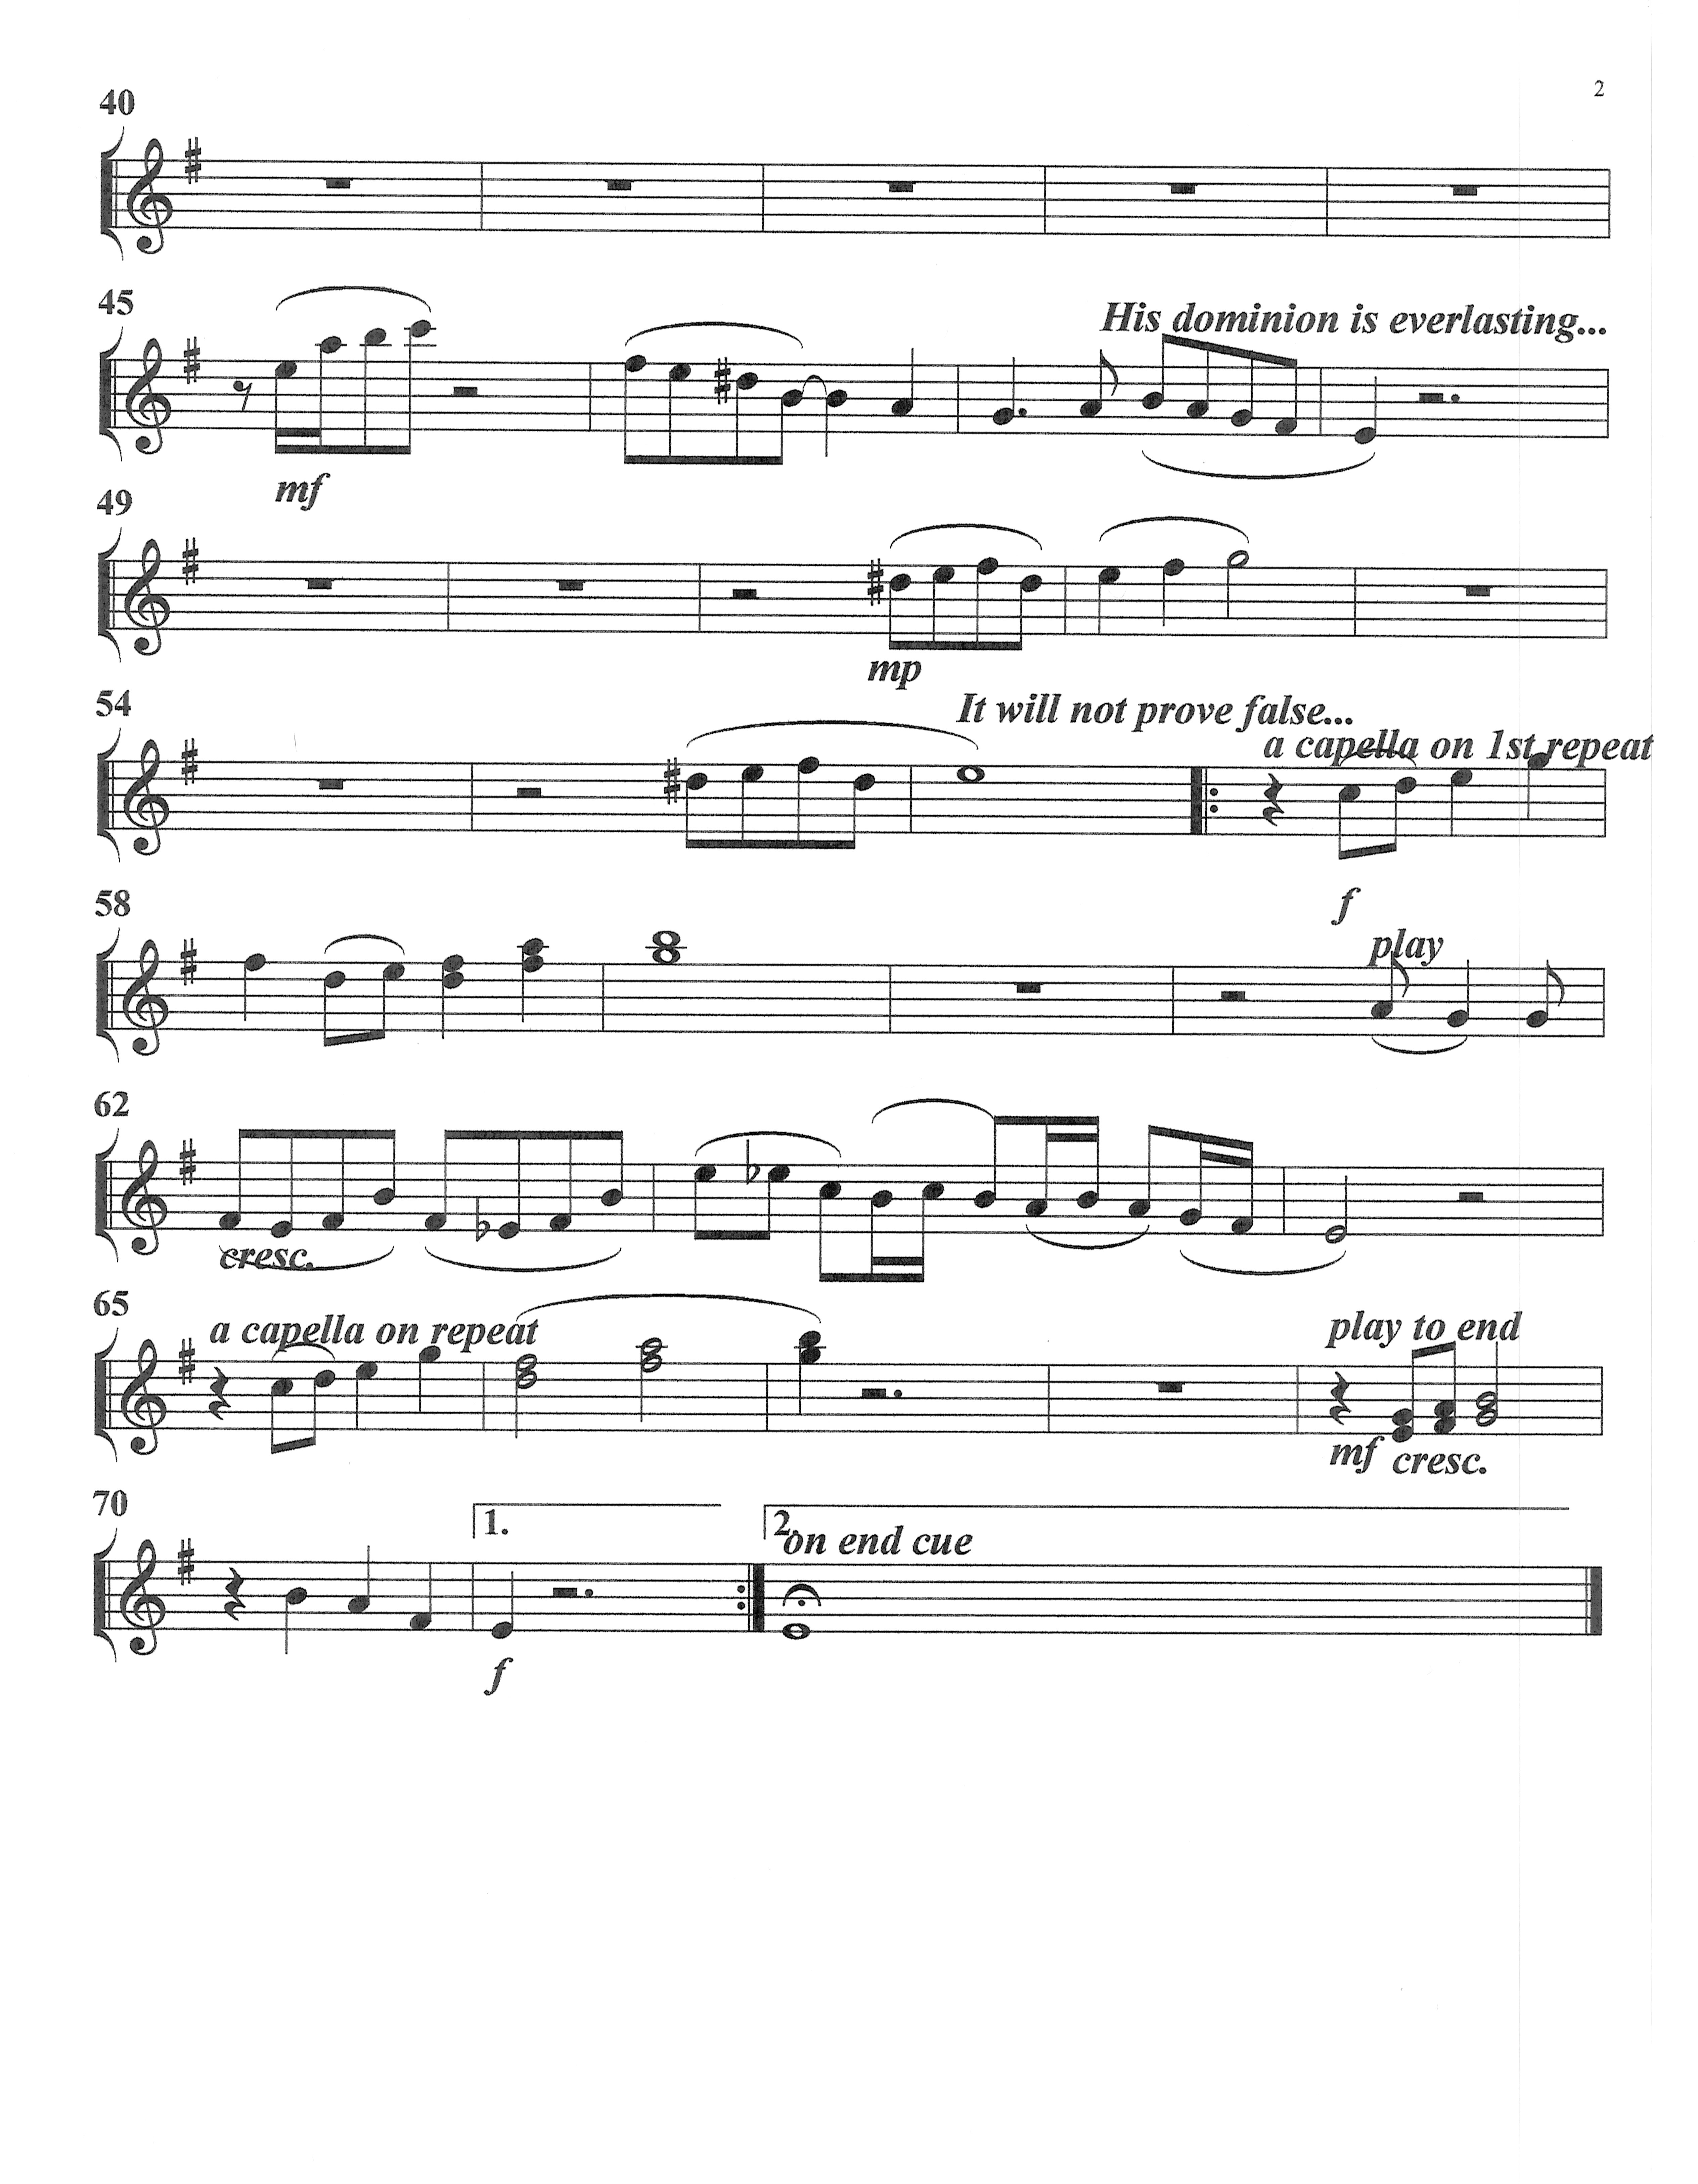 2
40
45
His dominion is everlasting...
mf
49
mp
54
It will not prove false...
a capella on 1st repeat
f
58
play
62
cresc.
65
a capella on repeat
play to end
mf cresc.
70
1.
2.
on end cue
f